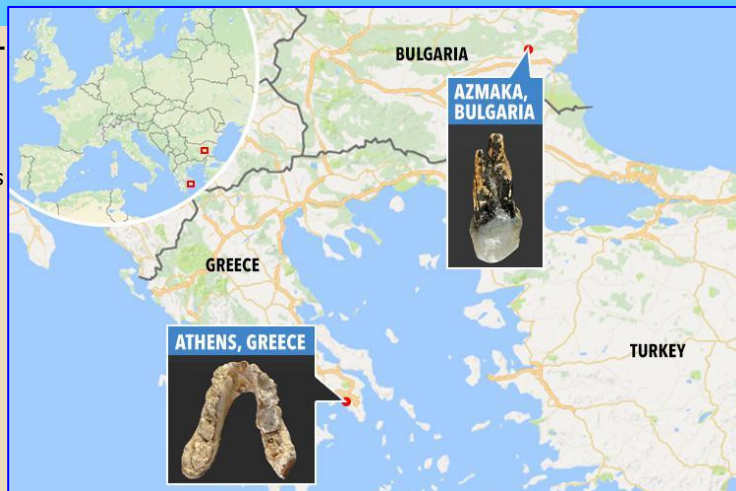 BULGARIA
AZMAKA,
BULGARIA
GREECE
ATHENS, GREECE
TURKEY